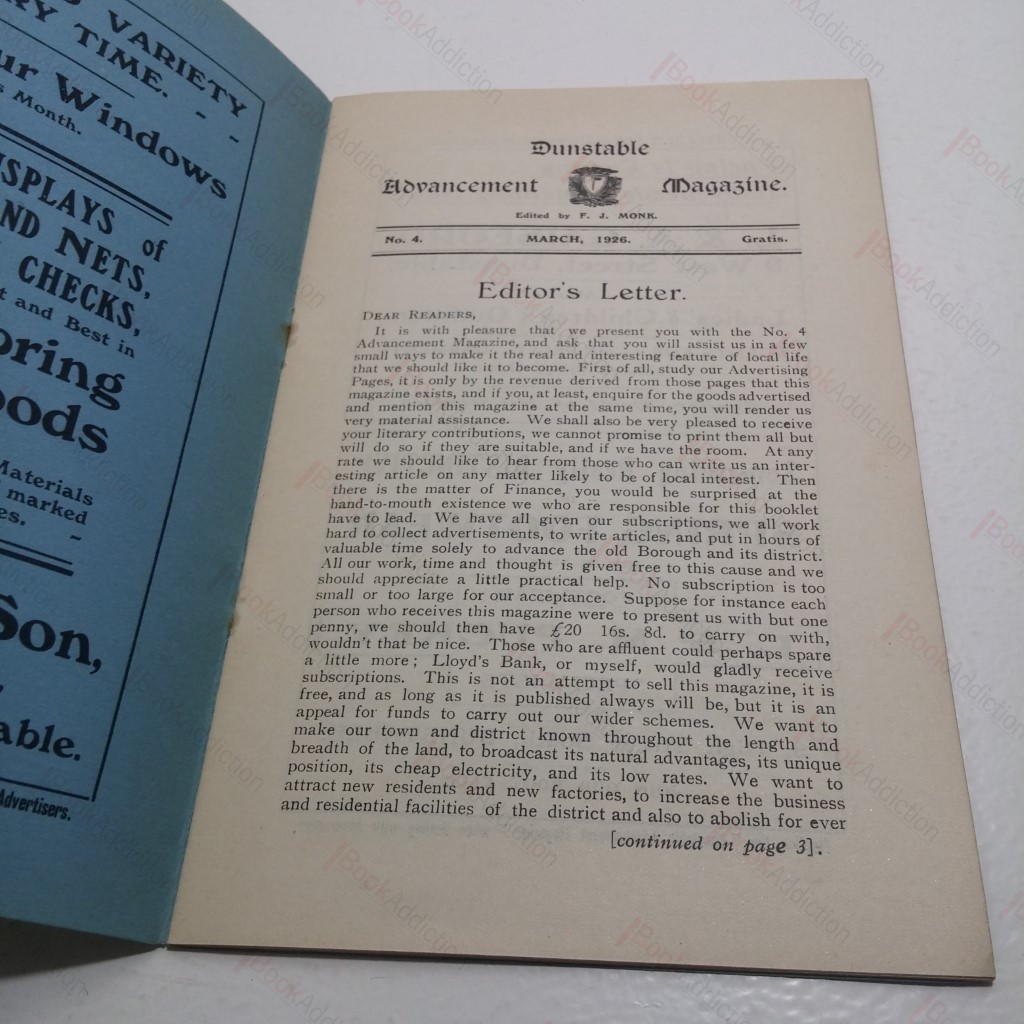 VARIETY
RY TIME.
ur Windows
s Month.
ISPLAYS of
ND NETS,
CHECKS,
t and Best in
oring
oods
Materials
marked
es.
Son,
able.
Advertisers.
Dunstable
Advancement Magazine.
Edited by F. J. MONK.
No. 4. MARCH, 1926. Gratis.
Editor's Letter.
DEAR READERS,
It is with pleasure that we present you with the No. 4
Advancement Magazine, and ask that you will assist us in a few
small ways to make it the real and interesting feature of local life
that we should like it to become. First of all, study our Advertising
Pages, it is only by the revenue derived from those pages that this
magazine exists, and if you, at least, enquire for the goods advertised
and mention this magazine at the same time, you will render us
very material assistance. We shall also be very pleased to receive
your literary contributions, we cannot promise to print them all but
will do so if they are suitable, and if we have the room. At any
rate we should like to hear from those who can write us an inter-
esting article on any matter likely to be of local interest. Then
there is the matter of Finance, you would be surprised at the
hand-to-mouth existence we who are responsible for this booklet
have to lead. We have all given our subscriptions, we all work
hard to collect advertisements, to write articles, and put in hours of
valuable time solely to advance the old Borough and its district.
All our work, time and thought is given free to this cause and we
should appreciate a little practical help. No subscription is too
small or too large for our acceptance. Suppose for instance each
person who receives this magazine were to present us with but one
penny, we should then have £20 16s. 8d. to carry on with,
wouldn't that be nice. Those who are affluent could perhaps spare
a little more; Lloyd's Bank, or myself, would gladly receive
subscriptions. This is not an attempt to sell this magazine, it is
free, and as long as it is published always will be, but it is an
appeal for funds to carry out our wider schemes. We want to
make our town and district known throughout the length and
breadth of the land, to broadcast its natural advantages, its unique
position, its cheap electricity, and its low rates. We want to
attract new residents and new factories, to increase the business
and residential facilities of the district and also to abolish for ever
[continued on page 3].
BookAddiction